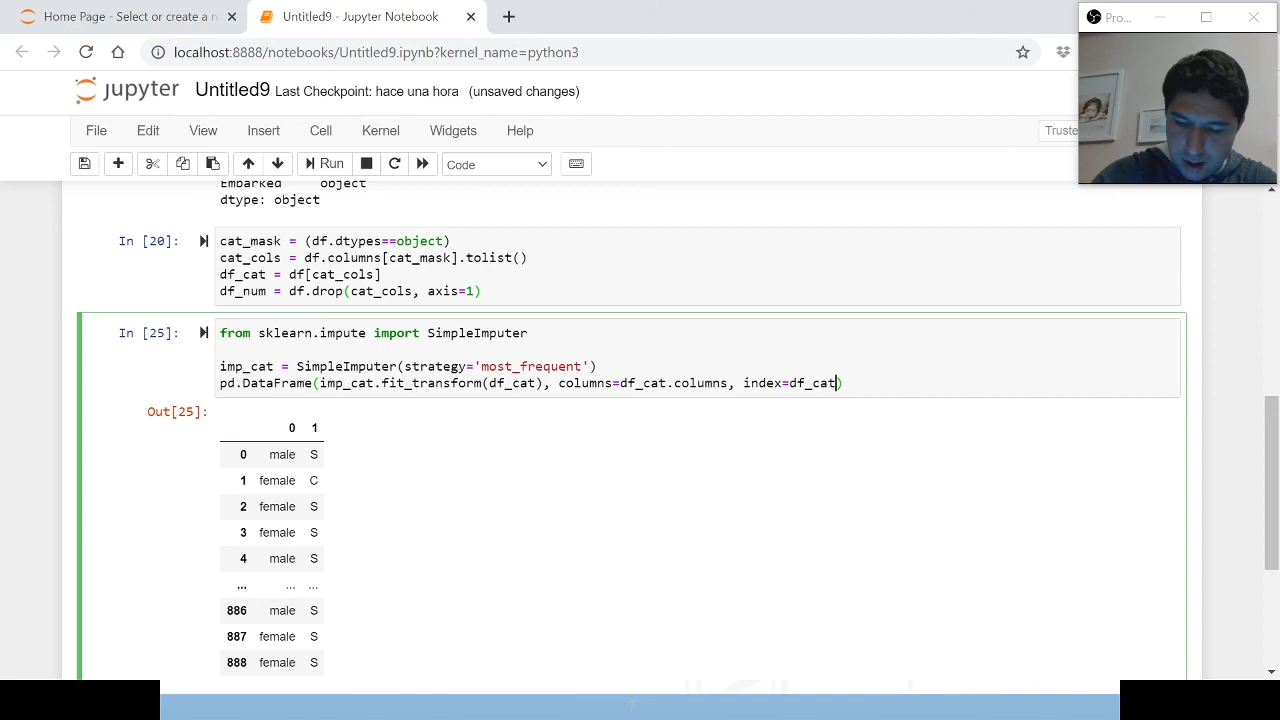 Home Page - Select or create a n
Untitled9 - Jupyter Notebook
Pro...
localhost:8888/notebooks/Untitled9.ipynb?kernel_name=python3
jupyter Untitled9 Last Checkpoint: hace una hora (unsaved changes)
File Edit View Insert Cell Kernel Widgets Help
Truste
Run Code
Embarked object
dtype: object
In [20]: cat_mask = (df.dtypes==object)
cat_cols = df.columns[cat_mask].tolist()
df_cat = df[cat_cols]
df_num = df.drop(cat_cols, axis=1)
In [25]: from sklearn.impute import SimpleImputer
imp_cat = SimpleImputer(strategy='most_frequent')
pd.DataFrame(imp_cat.fit_transform(df_cat), columns=df_cat.columns, index=df_cat)
Out[25]:
0 1
0 male S
1 female C
2 female S
3 female S
4 male S
... ... ...
886 male S
887 female S
888 female S